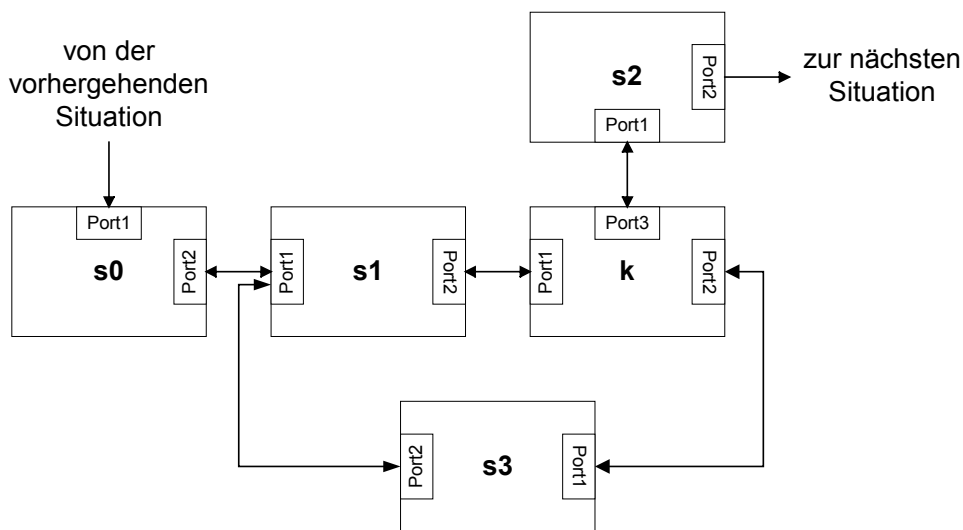 von der
vorhergehenden
Situation
s2
Port2
Port1
zur nächsten
Situation
Port1
s0
Port2
Port1
s1
Port2
Port3
Port1
k
Port2
Port2
s3
Port1